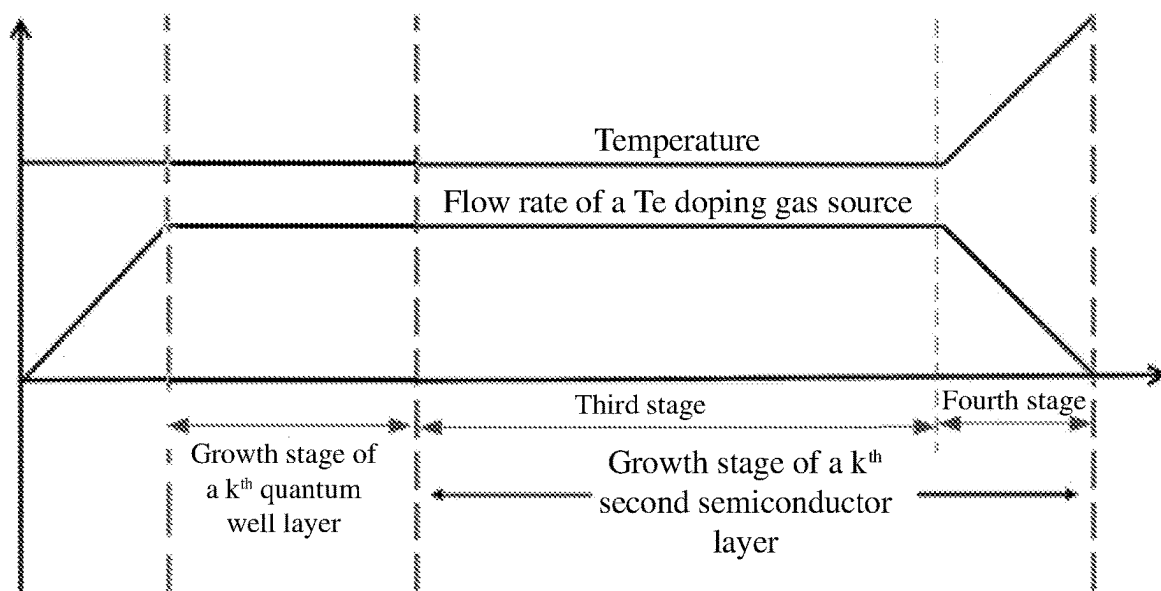 Temperature
Flow rate of a Te doping gas source
Third stage
Fourth stage
Growth stage of
a kth quantum
well layer
Growth stage of a kth
second semiconductor
layer